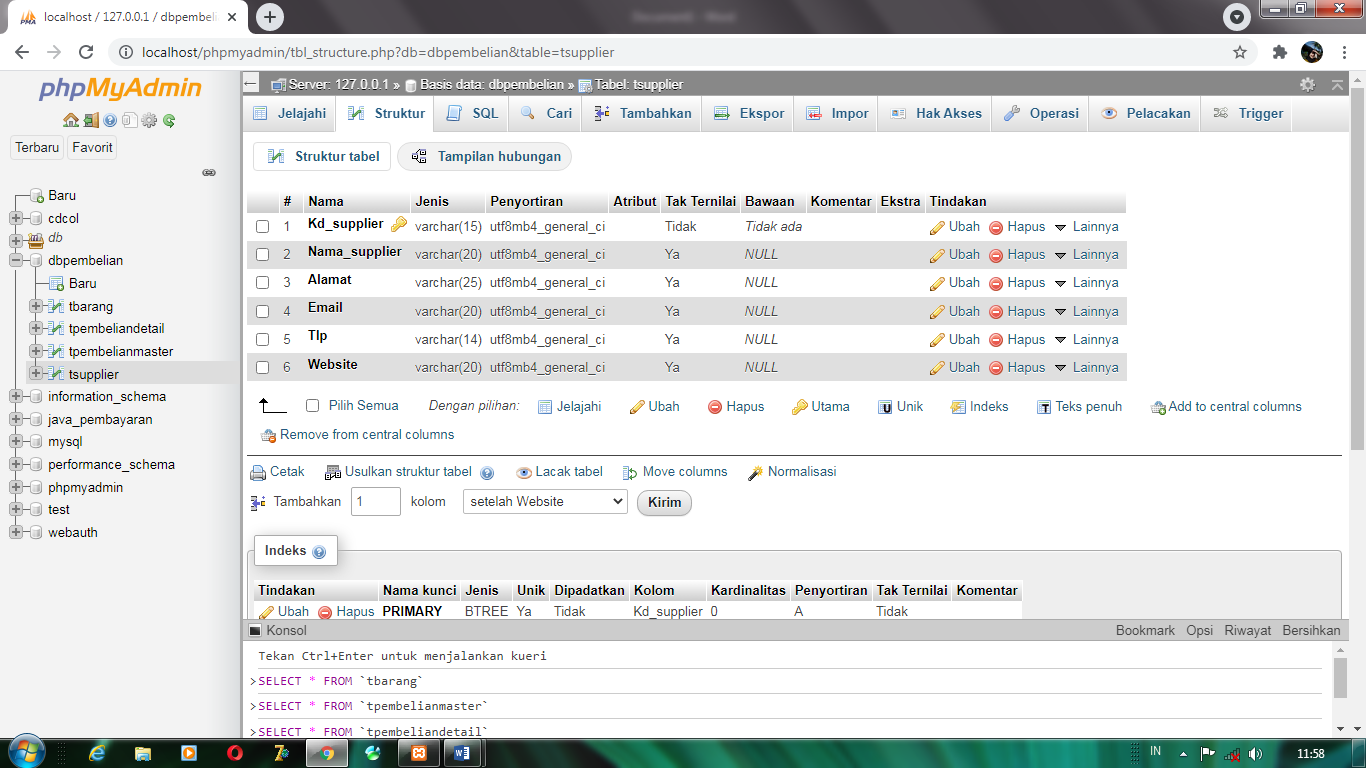 localhost / 127.0.0.1 / dbpembelian
localhost/phpmyadmin/tbl_structure.php?db=dbpembelian&table=tsupplier
phpMyAdmin
Terbaru Favorit
Baru
cdcol
db
dbpembelian
Baru
tbarang
tpembeliandetail
tpembelianmaster
tsupplier
information_schema
java_pembayaran
mysql
performance_schema
phpmyadmin
test
webauth
Server: 127.0.0.1 » Basis data: dbpembelian » Tabel: tsupplier
Jelajahi Struktur SQL Cari Tambahkan Ekspor Impor Hak Akses Operasi Pelacakan Trigger
Struktur tabel Tampilan hubungan
# Nama Jenis Penyortiran Atribut Tak Ternilai Bawaan Komentar Ekstra Tindakan
1 Kd_supplier varchar(15) utf8mb4_general_ci Tidak Tidak ada Ubah Hapus Lainnya
2 Nama_supplier varchar(20) utf8mb4_general_ci Ya NULL Ubah Hapus Lainnya
3 Alamat varchar(25) utf8mb4_general_ci Ya NULL Ubah Hapus Lainnya
4 Email varchar(20) utf8mb4_general_ci Ya NULL Ubah Hapus Lainnya
5 Tlp varchar(14) utf8mb4_general_ci Ya NULL Ubah Hapus Lainnya
6 Website varchar(20) utf8mb4_general_ci Ya NULL Ubah Hapus Lainnya
Pilih Semua Dengan pilihan: Jelajahi Ubah Hapus Utama Unik Indeks Teks penuh Add to central columns
Remove from central columns
Cetak Usulkan struktur tabel Lacak tabel Move columns Normalisasi
Tambahkan 1 kolom setelah Website Kirim
Indeks
Tindakan Nama kunci Jenis Unik Dipadatkan Kolom Kardinalitas Penyortiran Tak Ternilai Komentar
Ubah Hapus PRIMARY BTREE Ya Tidak Kd_supplier 0 A Tidak
Konsol Bookmark Opsi Riwayat Bersihkan
Tekan Ctrl+Enter untuk menjalankan kueri
>SELECT * FROM `tbarang`
>SELECT * FROM `tpembelianmaster`
>SELECT * FROM `tpembeliandetail`
IN 11:58